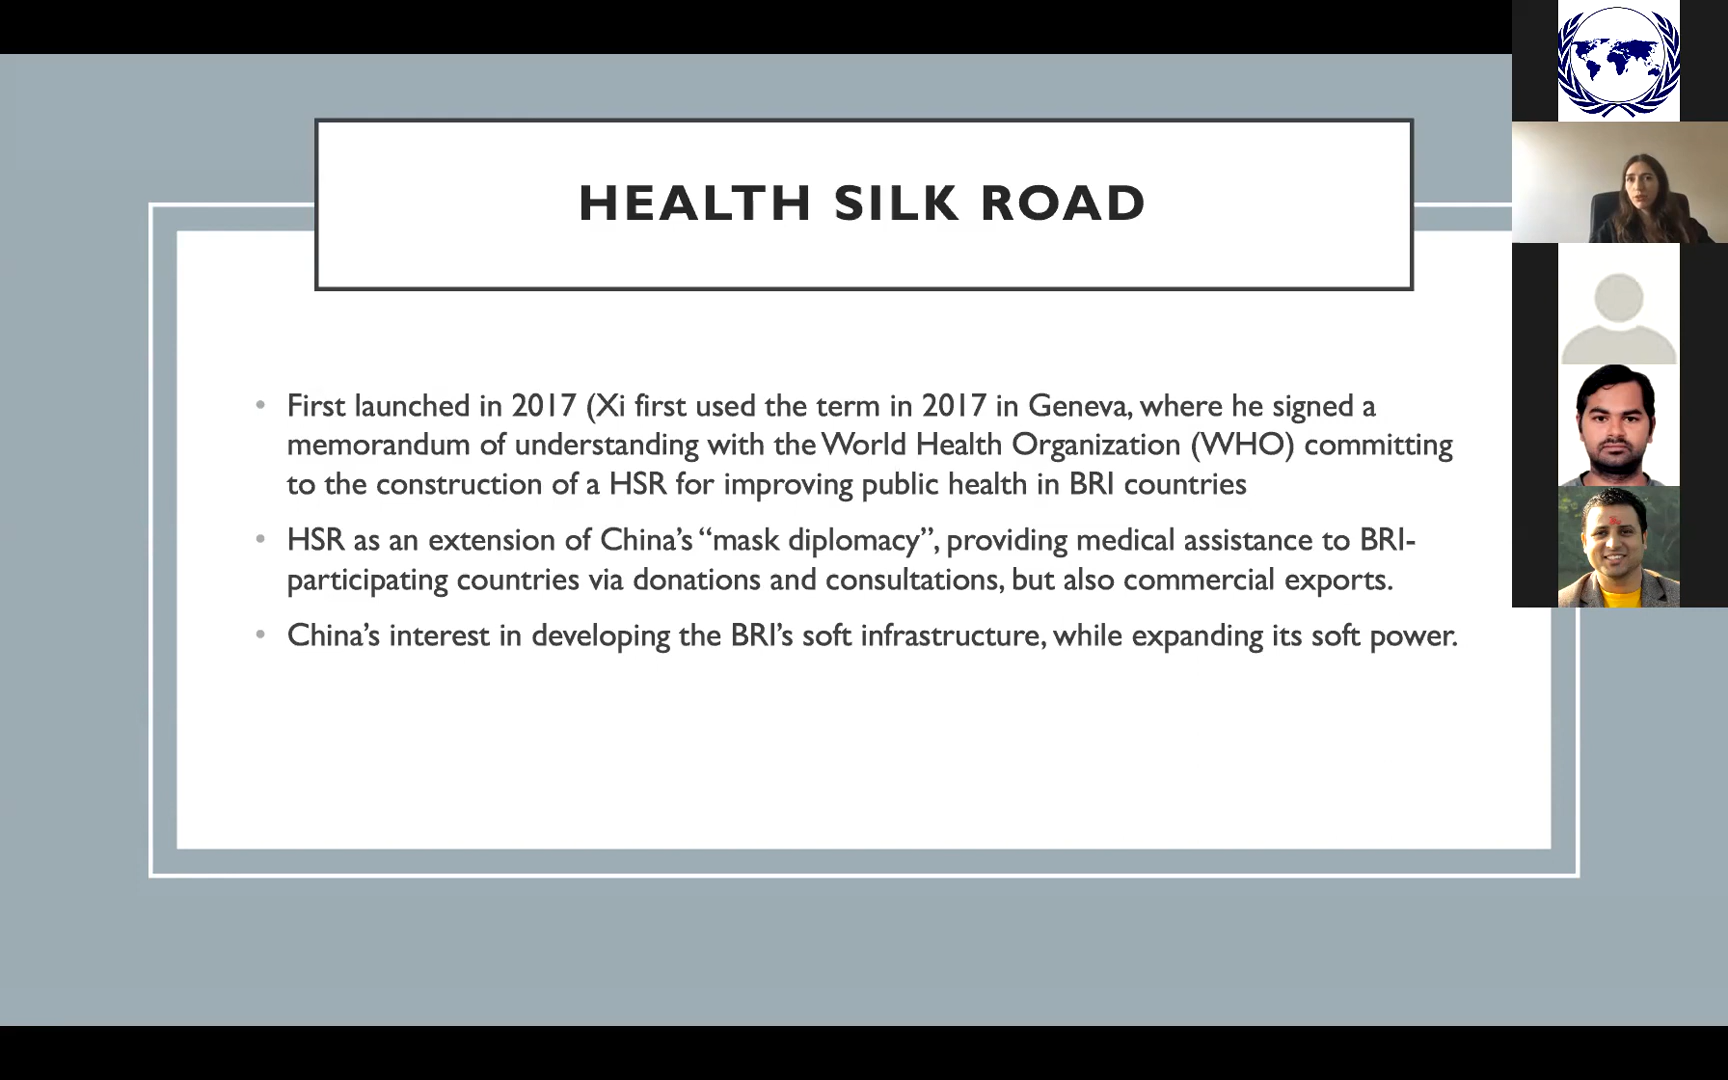 HEALTH SILK ROAD
• First launched in 2017 (Xi first used the term in 2017 in Geneva, where he signed a
memorandum of understanding with the World Health Organization (WHO) committing
to the construction of a HSR for improving public health in BRI countries
• HSR as an extension of China’s “mask diplomacy”, providing medical assistance to BRI-
participating countries via donations and consultations, but also commercial exports.
• China’s interest in developing the BRI’s soft infrastructure, while expanding its soft power.